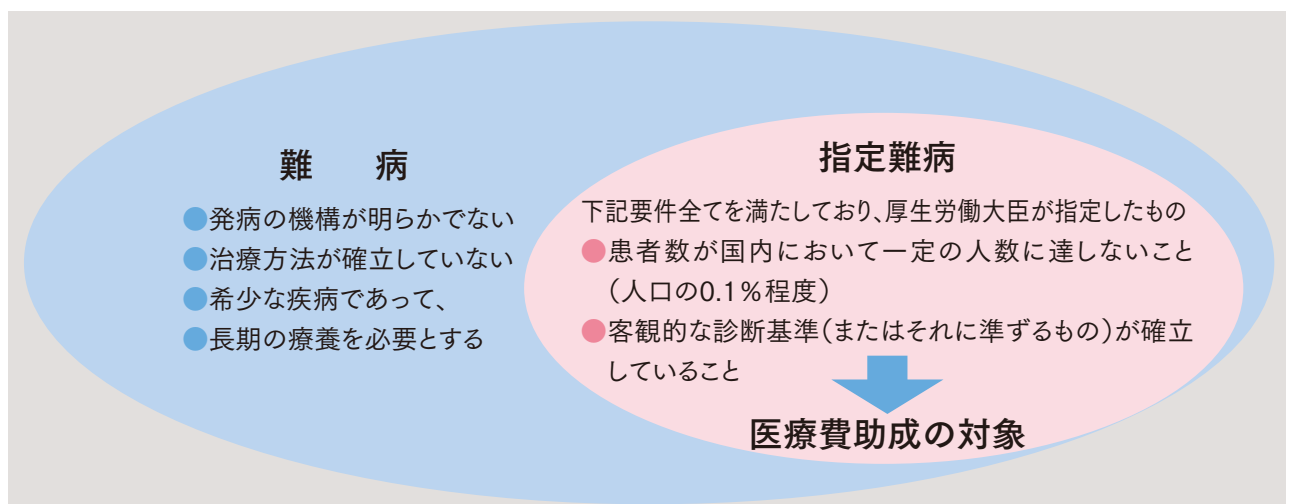 難　病
●発病の機構が明らかでない
●治療方法が確立していない
●希少な疾病であって、
●長期の療養を必要とする
指定難病
下記要件全てを満たしており、厚生労働大臣が指定したもの
●患者数が国内において一定の人数に達しないこと
（人口の0.1％程度）
●客観的な診断基準（またはそれに準ずるもの）が確立
していること
医療費助成の対象